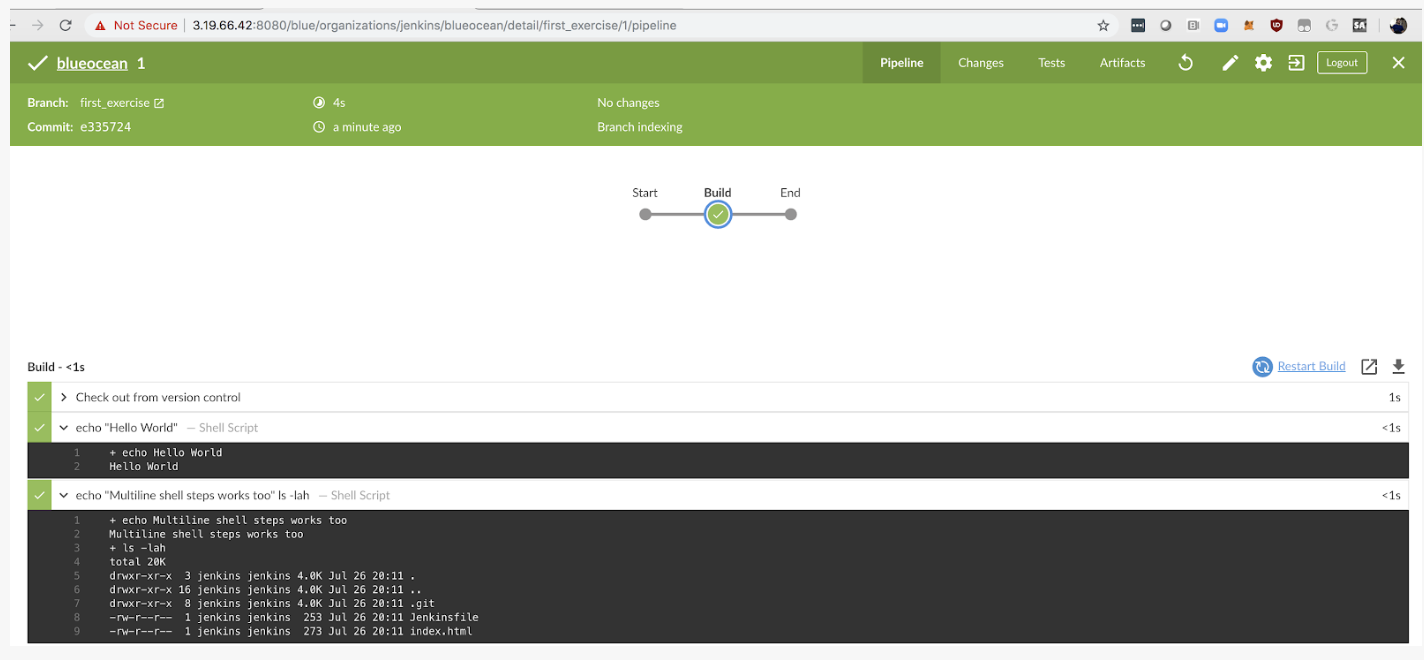 Not Secure | 3.19.66.42:8080/blue/organizations/jenkins/blueocean/detail/first_exercise/1/pipeline
blueocean 1 Pipeline Changes Tests Artifacts Logout
Branch: first_exercise 4s No changes
Commit: e335724 a minute ago Branch indexing
Start Build End
Build - <1s Restart Build
Check out from version control 1s
echo "Hello World" — Shell Script <1s
1 + echo Hello World
2 Hello World
echo "Multiline shell steps works too" ls -lah — Shell Script <1s
1 + echo Multiline shell steps works too
2 Multiline shell steps works too
3 + ls -lah
4 total 20K
5 drwxr-xr-x 3 jenkins jenkins 4.0K Jul 26 20:11 .
6 drwxr-xr-x 16 jenkins jenkins 4.0K Jul 26 20:11 ..
7 drwxr-xr-x 8 jenkins jenkins 4.0K Jul 26 20:11 .git
8 -rw-r--r-- 1 jenkins jenkins 253 Jul 26 20:11 Jenkinsfile
9 -rw-r--r-- 1 jenkins jenkins 273 Jul 26 20:11 index.html